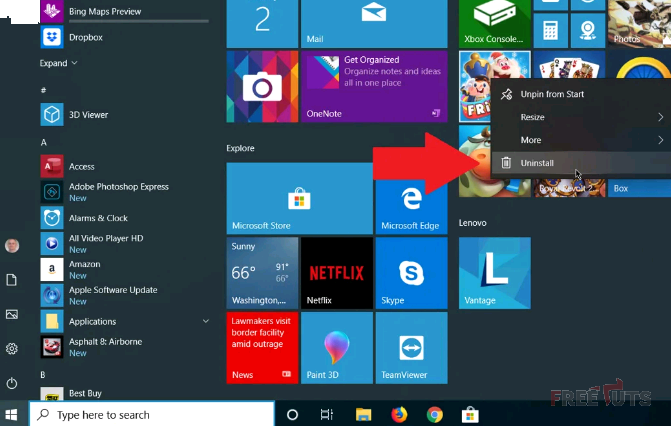 Bing Maps Preview
Dropbox
Expand
#
3D Viewer
A
Access
Adobe Photoshop Express
New
Alarms & Clock
All Video Player HD
New
Amazon
New
Apple Software Update
New
Applications
Asphalt 8: Airborne
New
B
Best Buy
2
Mail
Get Organized
Organize notes and ideas
all in one place
OneNote
Explore
Microsoft Store
Microsoft Edge
Sunny
66° 91°
66°
Washington,...
NETFLIX
Netflix
Skype
Lawmakers visit
border facility
amid outrage
News
Paint 3D
TeamViewer
Xbox Console...
Photos
Unpin from Start
Resize
More
Uninstall
Royal Revolt 2
Box
Lenovo
L
Vantage
Type here to search